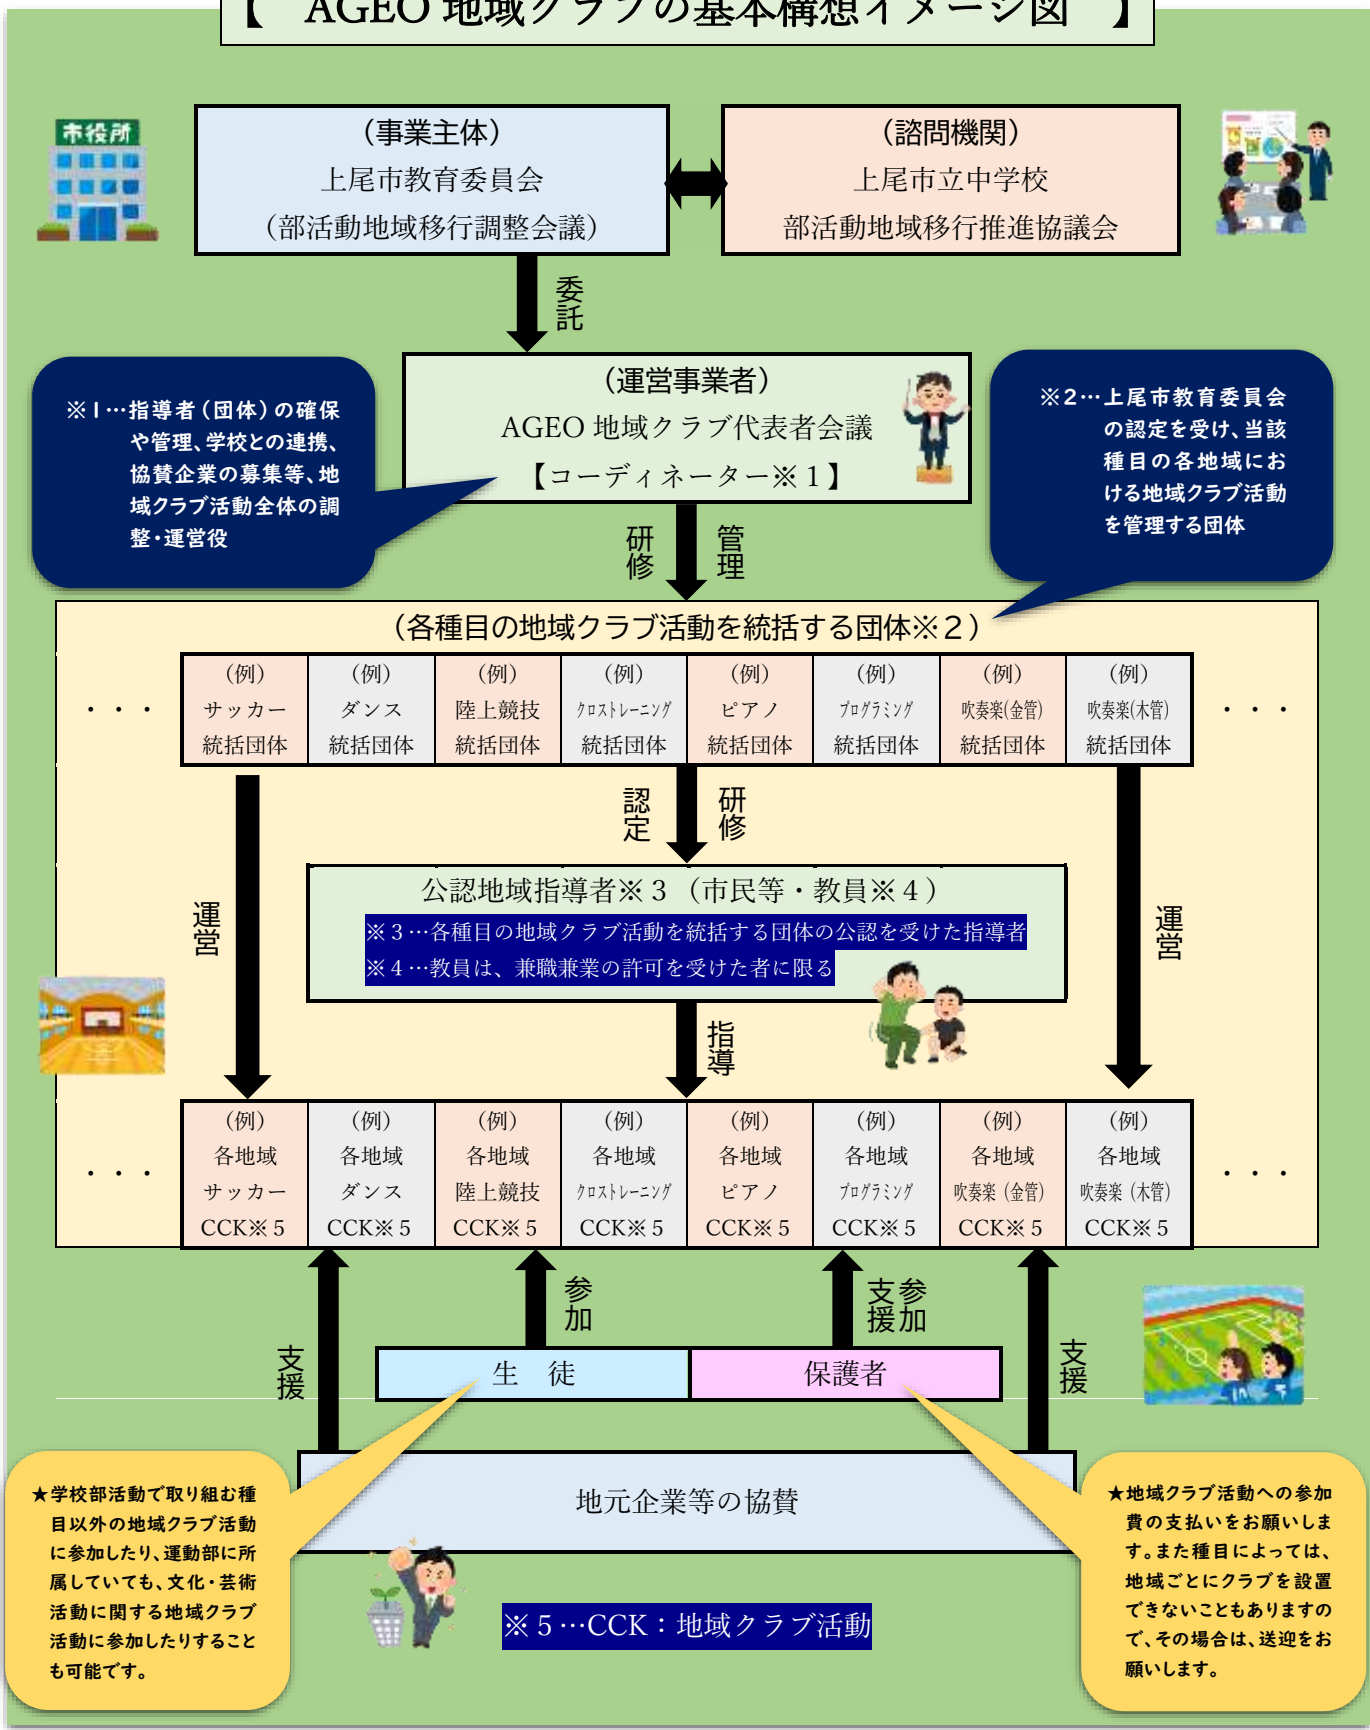 【　AGEO 地域クラブの基本構想イメージ図　】
市役所
（事業主体）
上尾市教育委員会
（部活動地域移行調整会議）
（諮問機関）
上尾市立中学校
部活動地域移行推進協議会
委託
（運営事業者）
AGEO 地域クラブ代表者会議
【コーディネーター※１】
※１…指導者（団体）の確保
や管理、学校との連携、
協賛企業の募集等、地
域クラブ活動全体の調
整・運営役
※２…上尾市教育委員会
の認定を受け、当該
種目の各地域にお
ける地域クラブ活動
を管理する団体
研修
管理
（各種目の地域クラブ活動を統括する団体※２）
・・・
（例）
サッカー
統括団体
（例）
ダンス
統括団体
（例）
陸上競技
統括団体
（例）
クロストレーニング
統括団体
（例）
ピアノ
統括団体
（例）
プログラミング
統括団体
（例）
吹奏楽(金管)
統括団体
（例）
吹奏楽(木管)
統括団体
・・・
認定
研修
運営
運営
公認地域指導者※３（市民等・教員※４）
※３…各種目の地域クラブ活動を統括する団体の公認を受けた指導者
※４…教員は、兼職兼業の許可を受けた者に限る
指導
・・・
（例）
各地域
サッカー
CCK※５
（例）
各地域
ダンス
CCK※５
（例）
各地域
陸上競技
CCK※５
（例）
各地域
クロストレーニング
CCK※５
（例）
各地域
ピアノ
CCK※５
（例）
各地域
プログラミング
CCK※５
（例）
各地域
吹奏楽（金管）
CCK※５
（例）
各地域
吹奏楽（木管）
CCK※５
・・・
支援
参加
参加
支援
支援
生　徒
保護者
地元企業等の協賛
★学校部活動で取り組む種
目以外の地域クラブ活動
に参加したり、運動部に所
属していても、文化・芸術
活動に関する地域クラブ
活動に参加したりすること
も可能です。
★地域クラブ活動への参加
費の支払いをお願いしま
す。また種目によっては、
地域ごとにクラブを設置
できないこともありますの
で、その場合は、送迎をお
願いします。
※５…CCK：地域クラブ活動